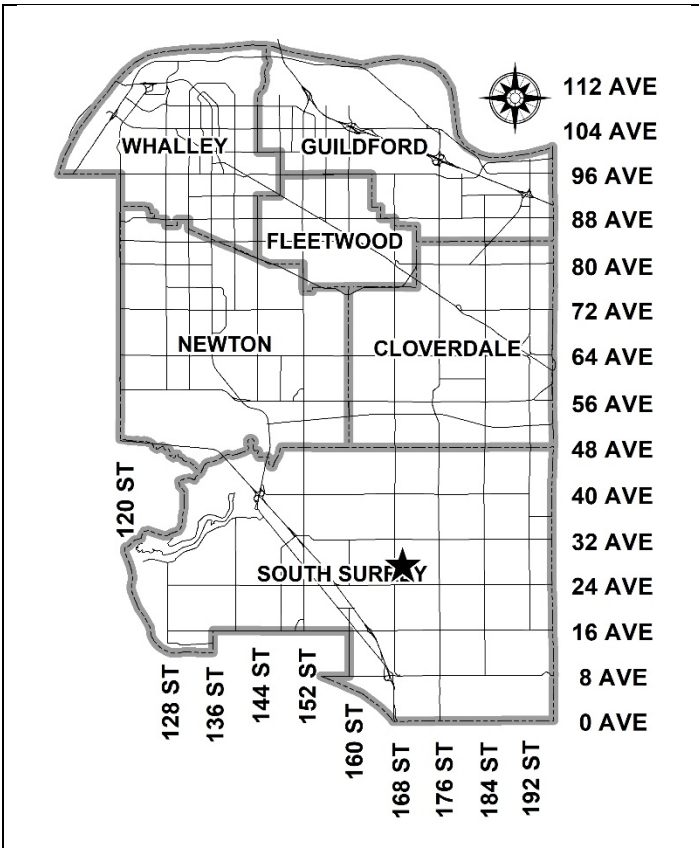 112 AVE
104 AVE
WHALLEY
GUILDFORD
96 AVE
88 AVE
FLEETWOOD
80 AVE
72 AVE
NEWTON
CLOVERDALE
64 AVE
56 AVE
48 AVE
120 ST
40 AVE
32 AVE
SOUTH SURREY
24 AVE
16 AVE
128 ST
136 ST
144 ST
152 ST
160 ST
8 AVE
0 AVE
168 ST
176 ST
184 ST
192 ST